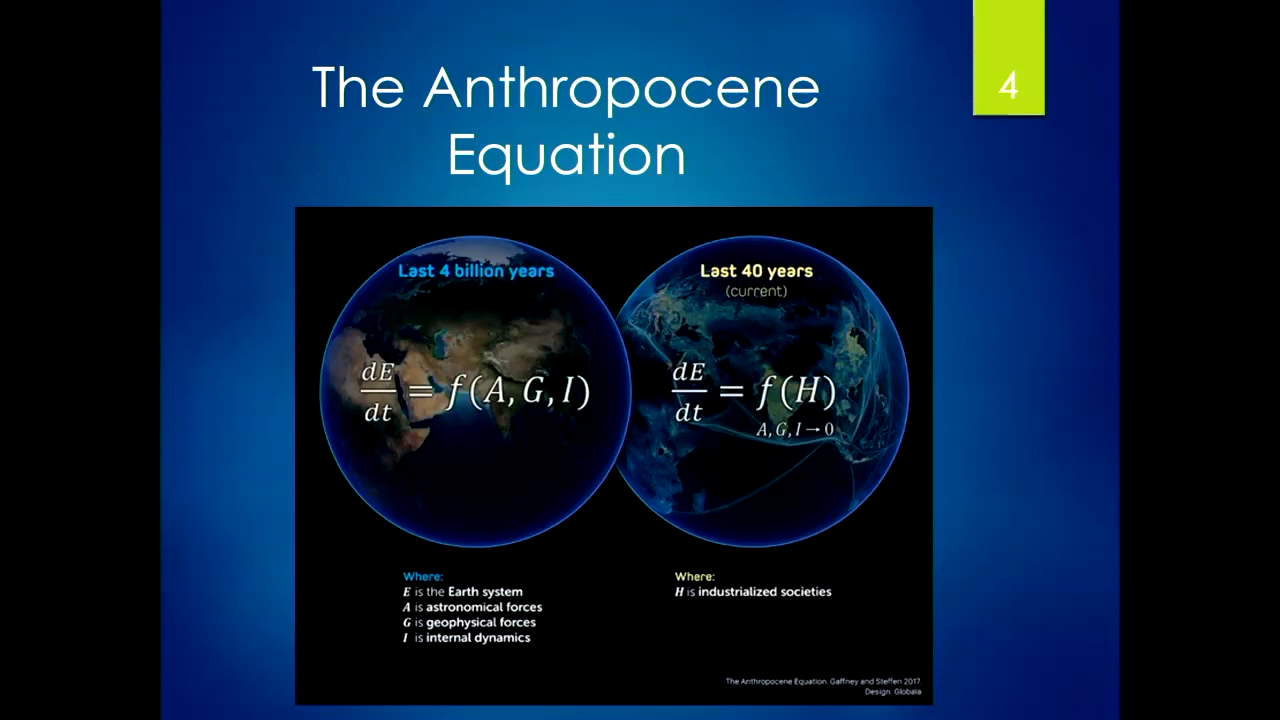 The Anthropocene
Equation
4
Last 4 billion years
dE/dt = f(A, G, I)
Last 40 years
(current)
dE/dt = f(H)
A, G, I → 0
Where:
E is the Earth system
A is astronomical forces
G is geophysical forces
I is internal dynamics
Where:
H is industrialized societies
The Anthropocene Equation. Gaffney and Steffen 2017
Design: Globaïa